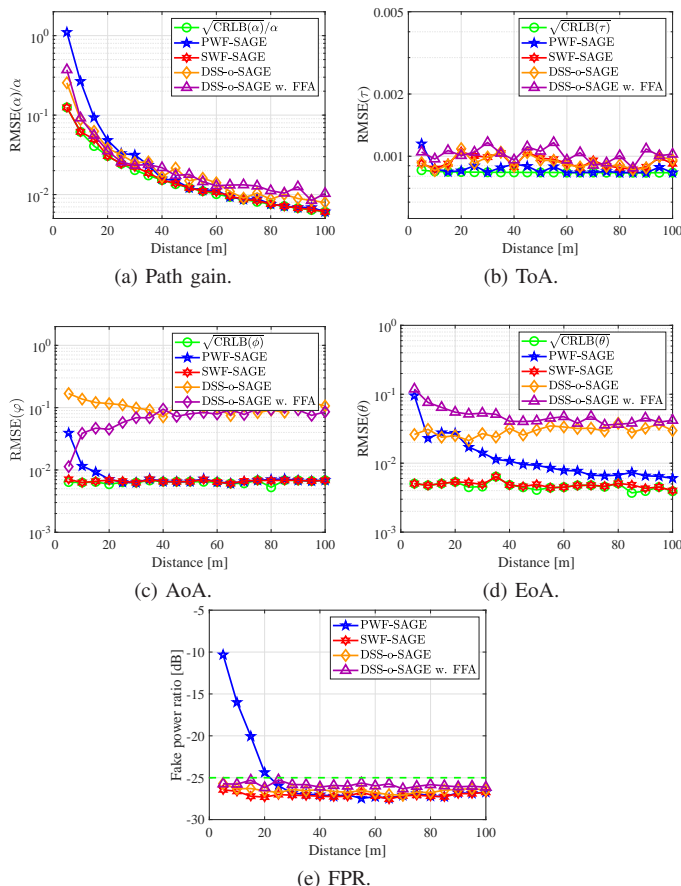 RMSE(α)/α
10^0
10^-1
10^-2
√CRLB(α)/α
PWF-SAGE
SWF-SAGE
DSS-o-SAGE
DSS-o-SAGE w. FFA
0 20 40 60 80 100
Distance [m]
(a) Path gain.
RMSE(τ)
0.005
0.002
0.001
√CRLB(τ)
PWF-SAGE
SWF-SAGE
DSS-o-SAGE
DSS-o-SAGE w. FFA
0 20 40 60 80 100
Distance [m]
(b) ToA.
RMSE(φ)
10^0
10^-1
10^-2
10^-3
√CRLB(ϕ)
PWF-SAGE
SWF-SAGE
DSS-o-SAGE
DSS-o-SAGE w. FFA
0 20 40 60 80 100
Distance [m]
(c) AoA.
RMSE(θ)
10^0
10^-1
10^-2
10^-3
√CRLB(θ)
PWF-SAGE
SWF-SAGE
DSS-o-SAGE
DSS-o-SAGE w. FFA
0 20 40 60 80 100
Distance [m]
(d) EoA.
Fake power ratio [dB]
-5
-10
-15
-20
-25
-30
PWF-SAGE
SWF-SAGE
DSS-o-SAGE
DSS-o-SAGE w. FFA
0 20 40 60 80 100
Distance [m]
(e) FPR.